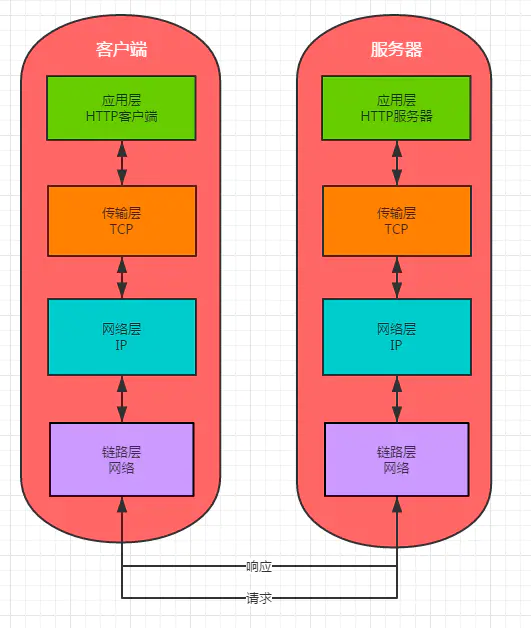 客户端
应用层
HTTP客户端
传输层
TCP
网络层
IP
链路层
网络
服务器
应用层
HTTP服务器
传输层
TCP
网络层
IP
链路层
网络
响应
请求